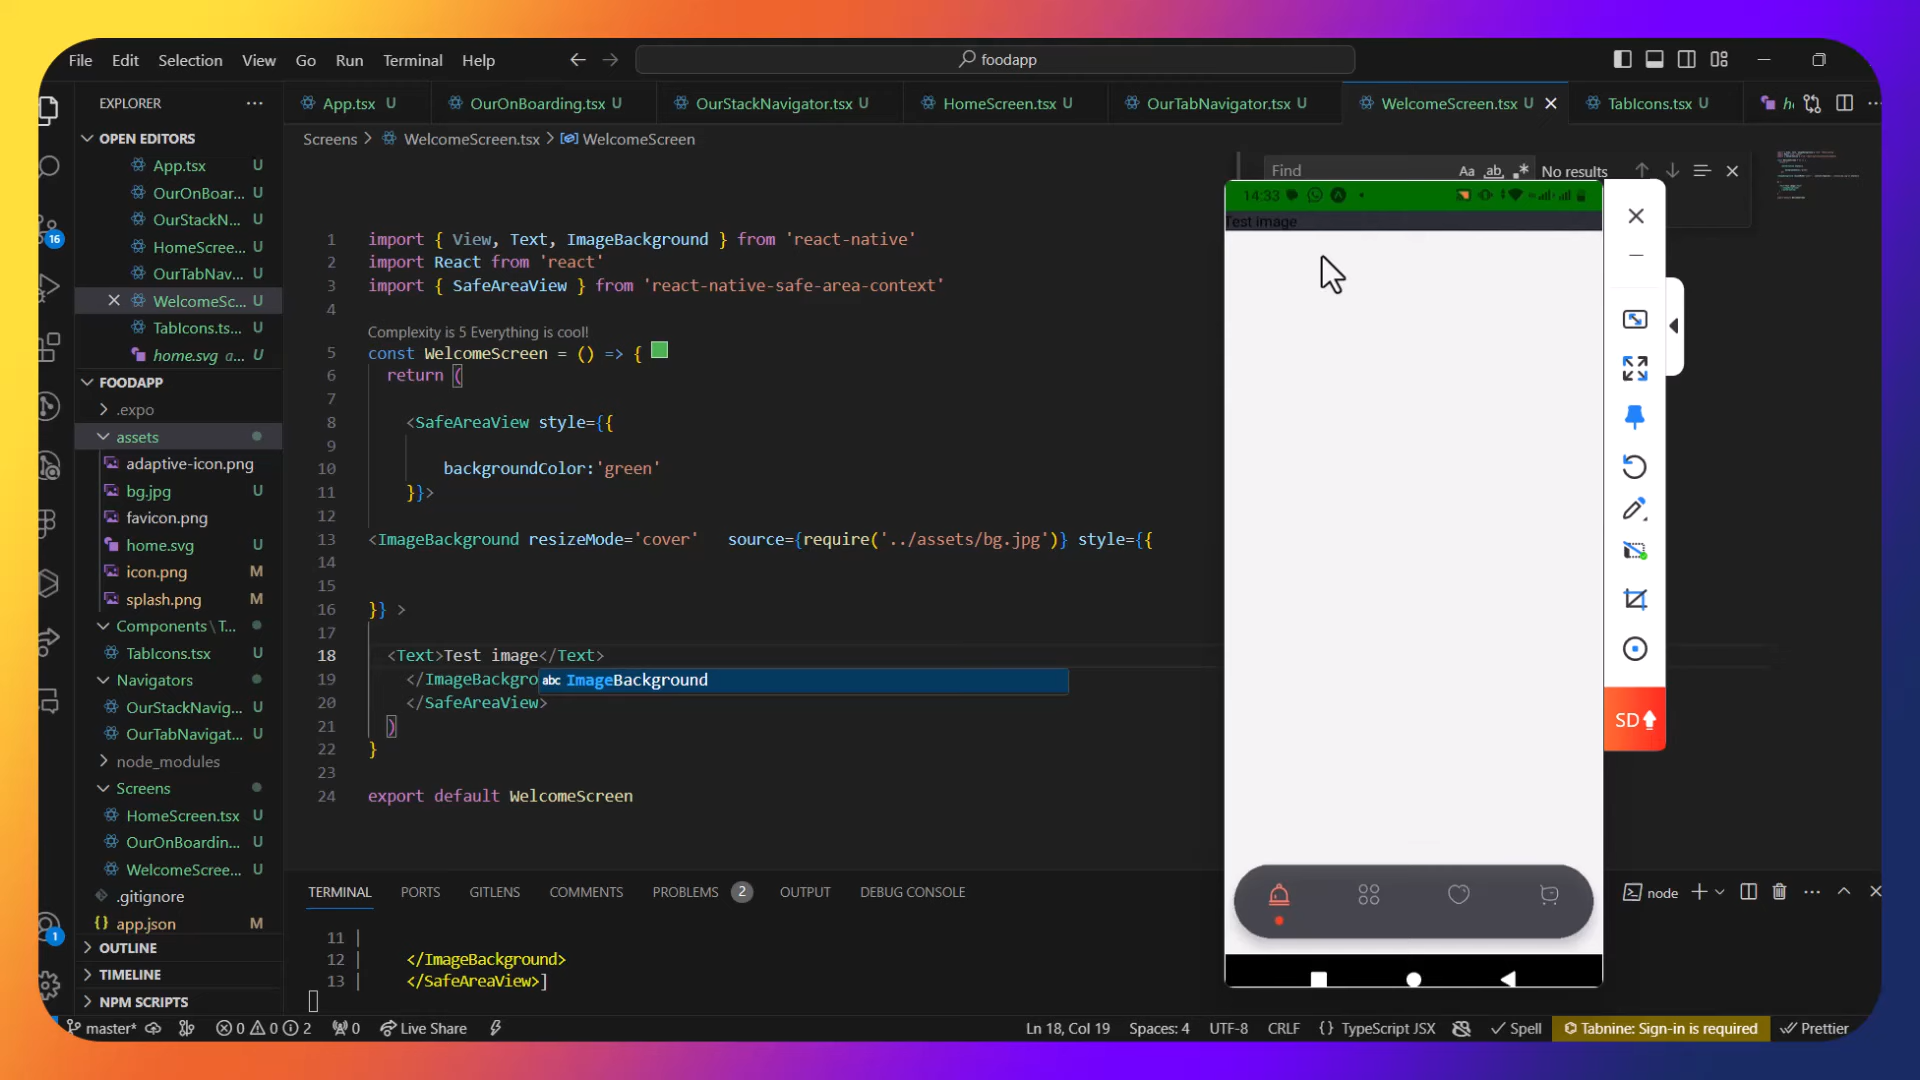 File Edit Selection View Go Run Terminal Help
foodapp
EXPLORER
OPEN EDITORS
App.tsx U
OurOnBoar... U
OurStackN... U
HomeScree... U
OurTabNav... U
WelcomeSc... U
TabIcons.ts... U
home.svg a... U
FOODAPP
.expo
assets
adaptive-icon.png
bg.jpg U
favicon.png
home.svg U
icon.png M
splash.png M
Components \ T...
TabIcons.tsx U
Navigators
OurStackNavig... U
OurTabNavigat... U
node_modules
Screens
HomeScreen.tsx U
OurOnBoardin... U
WelcomeScree... U
.gitignore
app.json M
OUTLINE
TIMELINE
NPM SCRIPTS
16
1
App.tsx U
OurOnBoarding.tsx U
OurStackNavigator.tsx U
HomeScreen.tsx U
OurTabNavigator.tsx U
WelcomeScreen.tsx U
TabIcons.tsx U
Screens > WelcomeScreen.tsx > WelcomeScreen
Find Aa ab No results
1 import { View, Text, ImageBackground } from 'react-native'
2 import React from 'react'
3 import { SafeAreaView } from 'react-native-safe-area-context'
4
Complexity is 5 Everything is cool!
5 const WelcomeScreen = () => {
6 return (
7
8 <SafeAreaView style={{
9
10 backgroundColor:'green'
11 }}>
12
13 <ImageBackground resizeMode='cover' source={require('../assets/bg.jpg')} style={{
14
15
16 }} >
17
18 <Text>Test image</Text>
19 </ImageBackgro
abc ImageBackground
20 </SafeAreaView>
21 )
22 }
23
24 export default WelcomeScreen
14:33
Test image
SD
TERMINAL PORTS GITLENS COMMENTS PROBLEMS 2 OUTPUT DEBUG CONSOLE
node
11 |
12 | </ImageBackground>
13 | </SafeAreaView>]
master* 0 0 2 0 Live Share
Ln 18, Col 19 Spaces: 4 UTF-8 CRLF {} TypeScript JSX Spell Tabnine: Sign-in is required Prettier